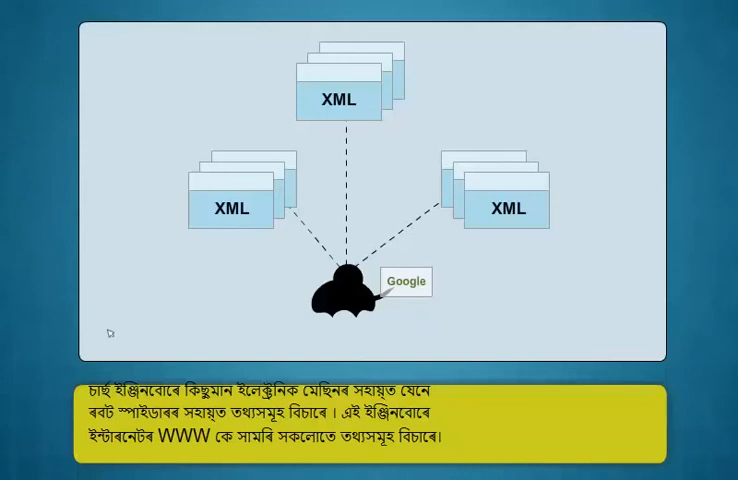 XML
XML
XML
Google
চাৰ্ছ ইঞ্জিনবোৰে কিছুমান ইলেক্ট্ৰনিক মেছিনৰ সহায়ত যেনে
ৰবট স্পাইডাৰৰ সহায়ত তথ্যসমূহ বিচাৰে । এই ইঞ্জিনবোৰে
ইন্টাৰনেটৰ WWW কে সামৰি সকলোতে তথ্যসমূহ বিচাৰে।